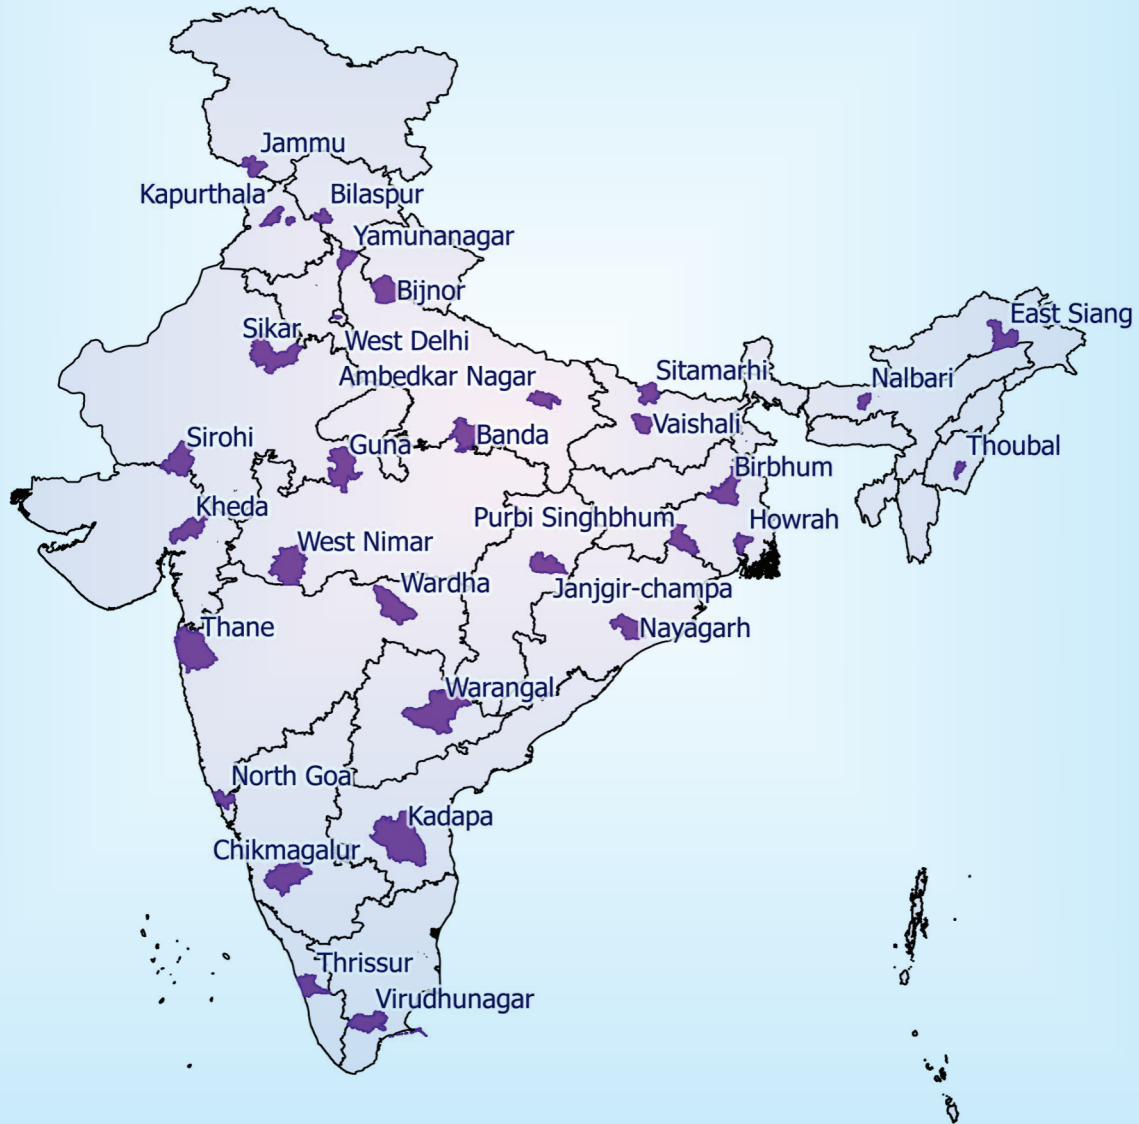 Jammu
Kapurthala
Bilaspur
Yamunanagar
Bijnor
East Siang
Sikar
West Delhi
Sitamarhi
Ambedkar Nagar
Nalbari
Vaishali
Sirohi
Guna
Banda
Thoubal
Birbhum
Kheda
Purbi Singhbhum
Howrah
West Nimar
Wardha
Janjgir-champa
Thane
Nayagarh
Warangal
North Goa
Kadapa
Chikmagalur
Thrissur
Virudhunagar